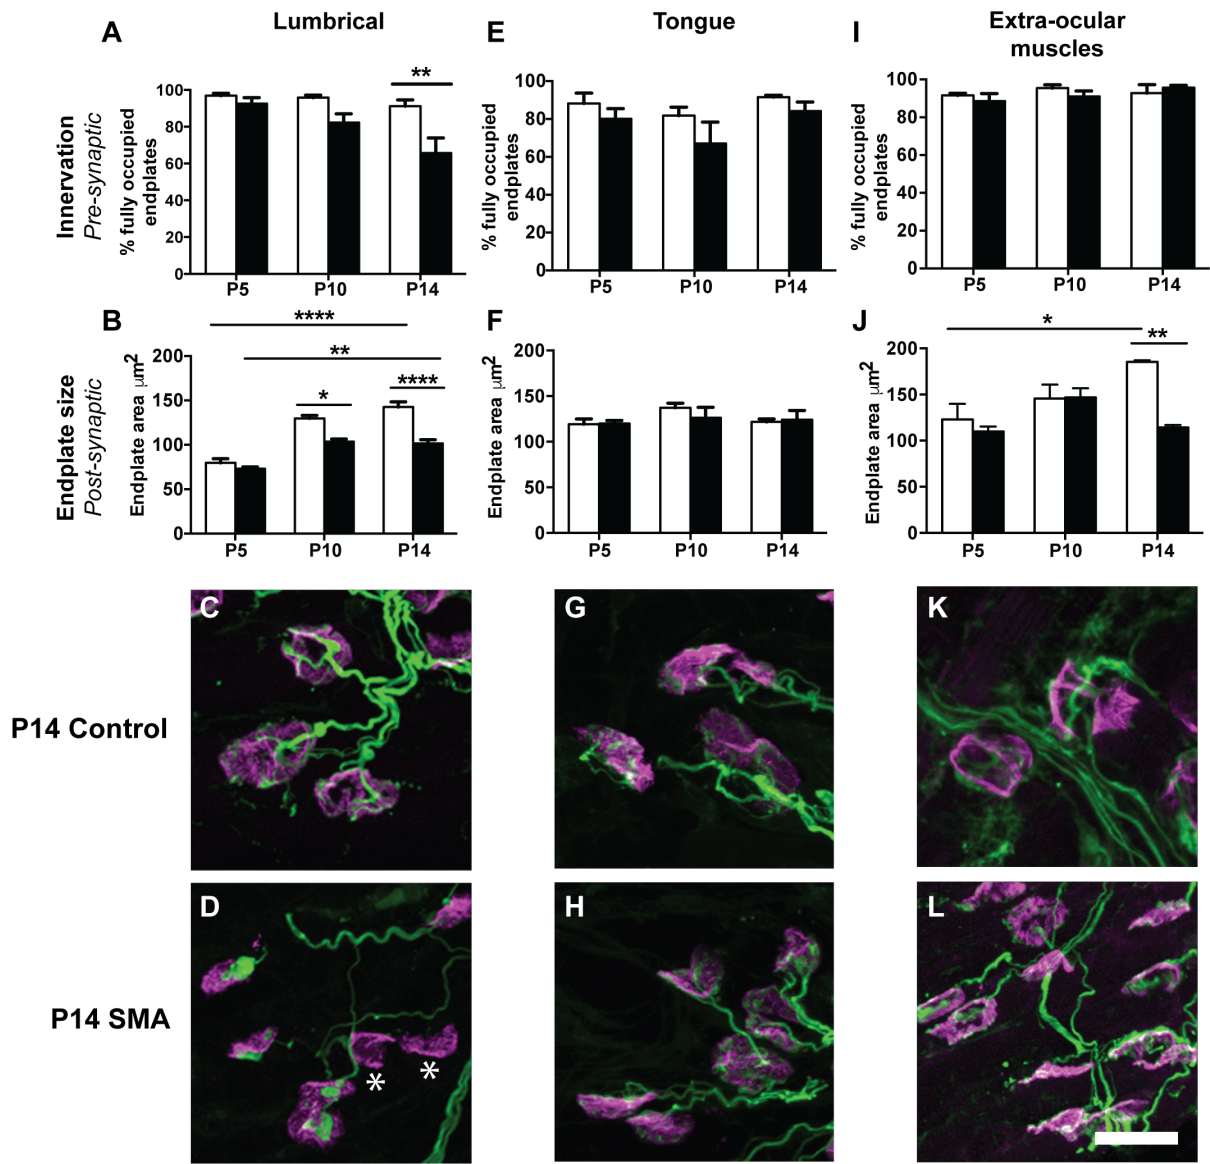 Lumbrical
Tongue
Extra-ocular
muscles
A
E
I
Innervation
Pre-synaptic
% fully occupied
endplates
100
80
60
40
20
0
**
P5
P10
P14
% fully occupied
endplates
100
80
60
40
20
0
P5
P10
P14
% fully occupied
endplates
100
80
60
40
20
0
P5
P10
P14
B
F
J
Endplate size
Post-synaptic
Endplate area μm2
200
150
100
50
0
****
**
*
****
P5
P10
P14
Endplate area μm2
200
150
100
50
0
P5
P10
P14
Endplate area μm2
200
150
100
50
0
*
**
P5
P10
P14
P14 Control
C
G
K
P14 SMA
D
*
*
H
L